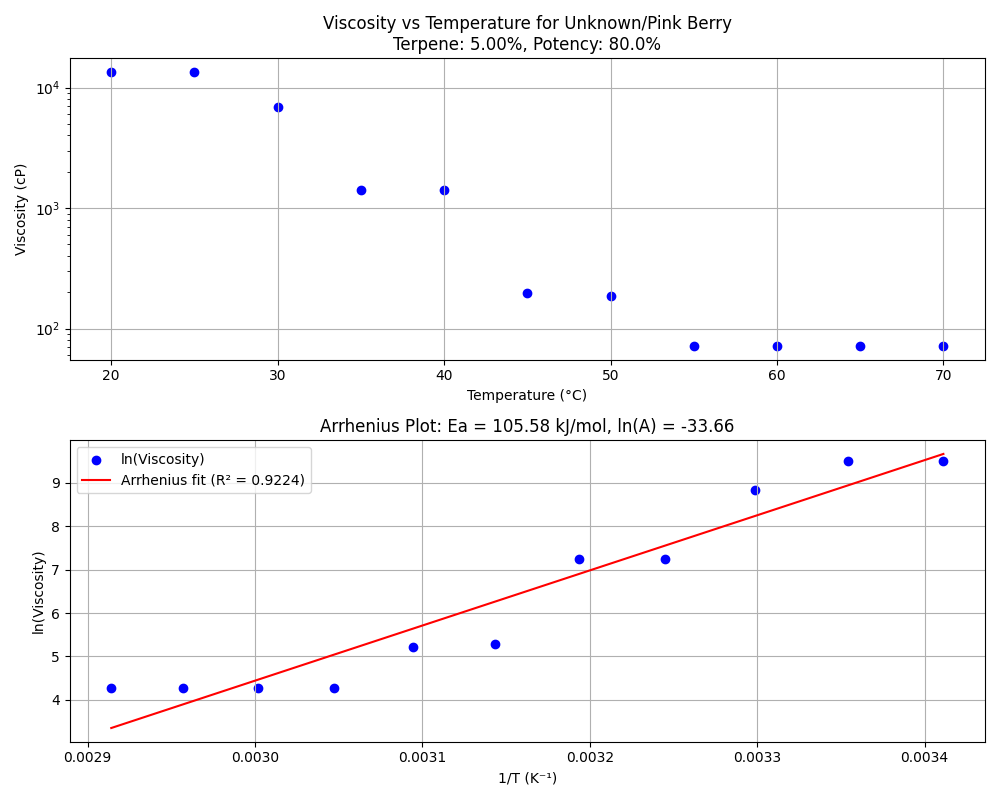 Viscosity vs Temperature for Unknown/Pink Berry
Terpene: 5.00%, Potency: 80.0%
10⁴
10³
10²
Viscosity (cP)
20 30 40 50 60 70
Temperature (°C)
Arrhenius Plot: Ea = 105.58 kJ/mol, ln(A) = -33.66
ln(Viscosity)
Arrhenius fit (R² = 0.9224)
9
8
7
6
5
4
ln(Viscosity)
0.0029 0.0030 0.0031 0.0032 0.0033 0.0034
1/T (K⁻¹)